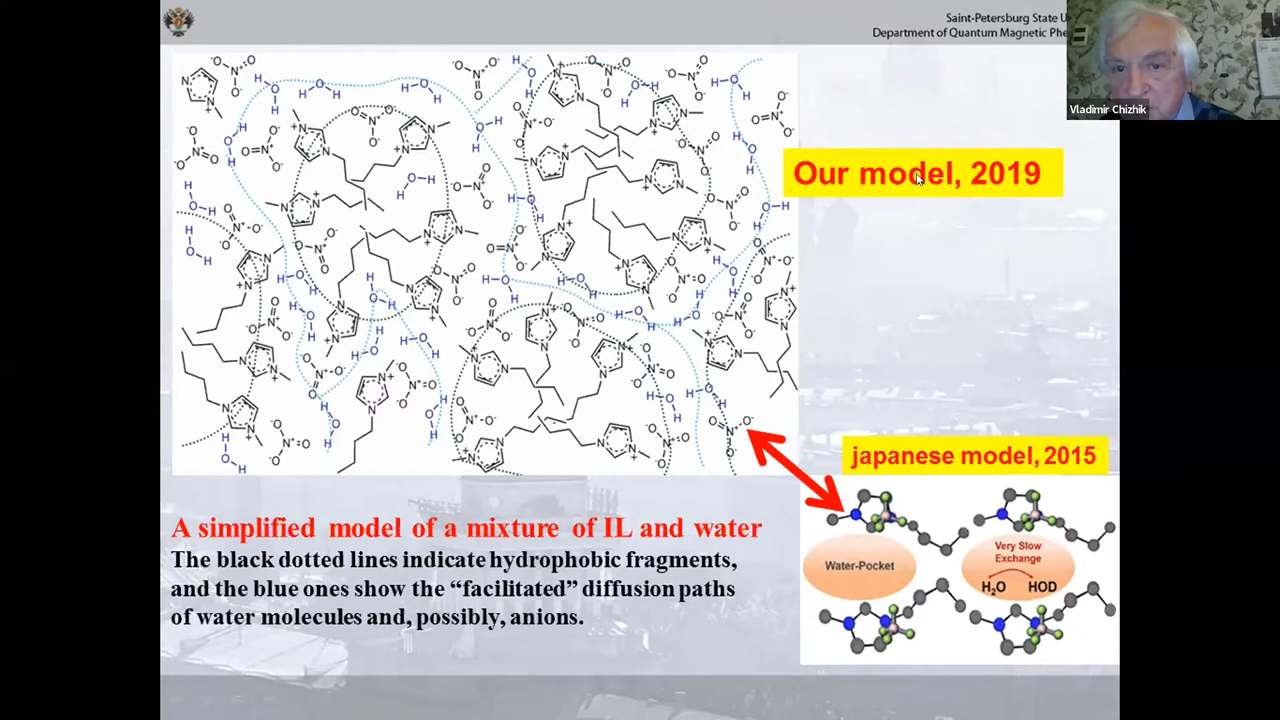 Saint-Petersburg State
Department of Quantum Magnetic
Vladimir Chizhik
Our model, 2019
japanese model, 2015
A simplified model of a mixture of IL and water
The black dotted lines indicate hydrophobic fragments,
and the blue ones show the “facilitated” diffusion paths
of water molecules and, possibly, anions.
Water-Pocket
Very Slow
Exchange
H₂O HOD